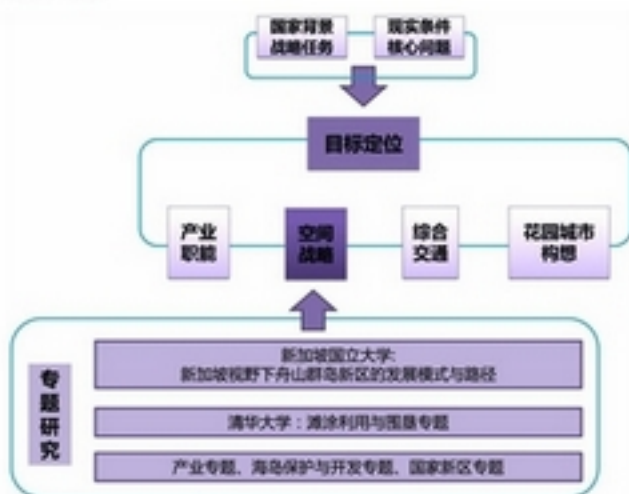 国家背景
战略任务
现实条件
核心问题
目标定位
产业
职能
空间
战略
综合
交通
花园城市
构想
专题研究
新加坡国立大学:
新加坡视野下舟山群岛新区的发展模式与路径
清华大学：滩涂利用与围垦专题
产业专题、海岛保护与开发专题、国家新区专题